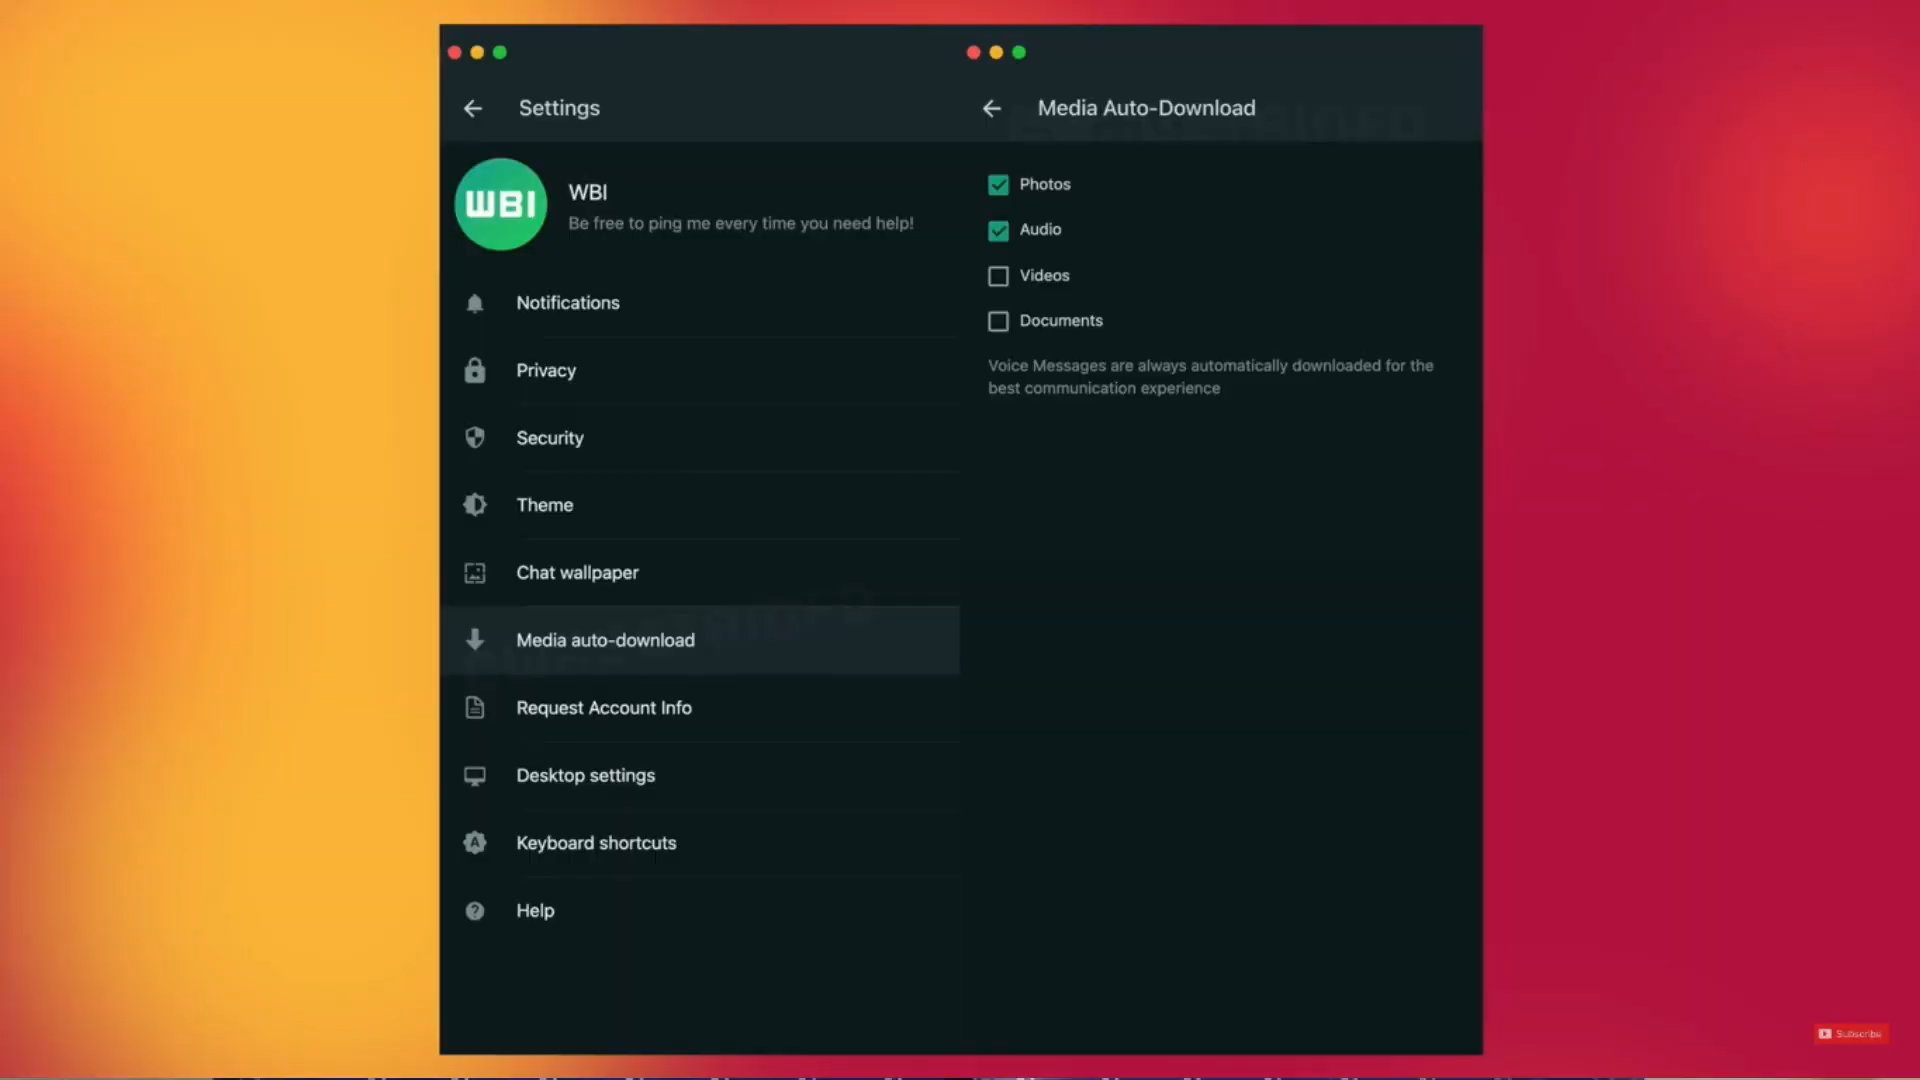 Settings
WBI
WBI
Be free to ping me every time you need help!
Notifications
Privacy
Security
Theme
Chat wallpaper
Media auto-download
Request Account Info
Desktop settings
Keyboard shortcuts
Help
Media Auto-Download
Photos
Audio
Videos
Documents
Voice Messages are always automatically downloaded for the
best communication experience
Subscribe